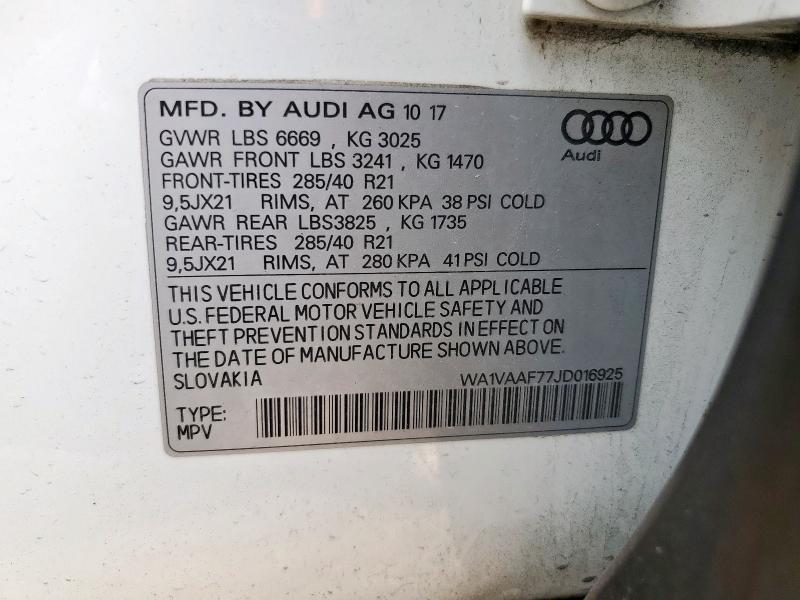 MFD. BY AUDI AG 10 17
GVWR LBS 6669 , KG 3025
GAWR FRONT LBS 3241 , KG 1470
FRONT-TIRES 285/40 R21
9,5JX21 RIMS, AT 260 KPA 38 PSI COLD
GAWR REAR LBS3825 , KG 1735
REAR-TIRES 285/40 R21
9,5JX21 RIMS, AT 280 KPA 41 PSI COLD
Audi
THIS VEHICLE CONFORMS TO ALL APPLICABLE
U.S. FEDERAL MOTOR VEHICLE SAFETY AND
THEFT PREVENTION STANDARDS IN EFFECT ON
THE DATE OF MANUFACTURE SHOWN ABOVE.
SLOVAKIA WA1VAAF77JD016925
TYPE:
MPV